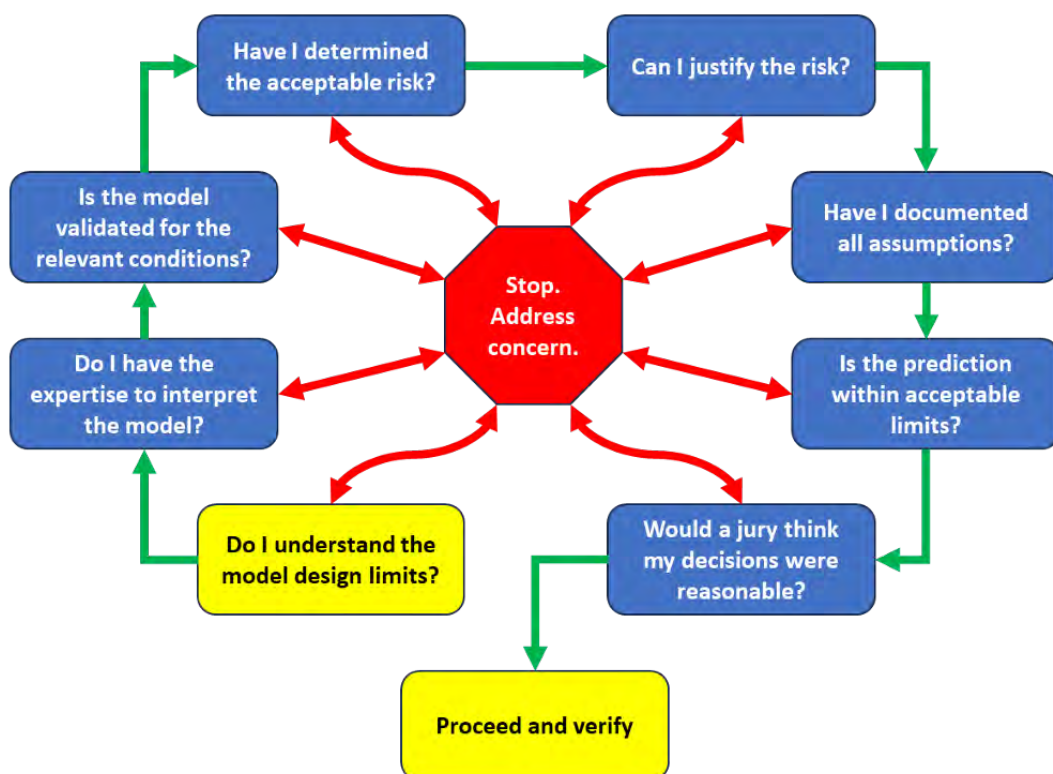 Have I determined
the acceptable risk?
Can I justify the risk?
Is the model
validated for the
relevant conditions?
Have I documented
all assumptions?
Stop.
Address
concern.
Do I have the
expertise to interpret
the model?
Is the prediction
within acceptable
limits?
Do I understand the
model design limits?
Would a jury think
my decisions were
reasonable?
Proceed and verify